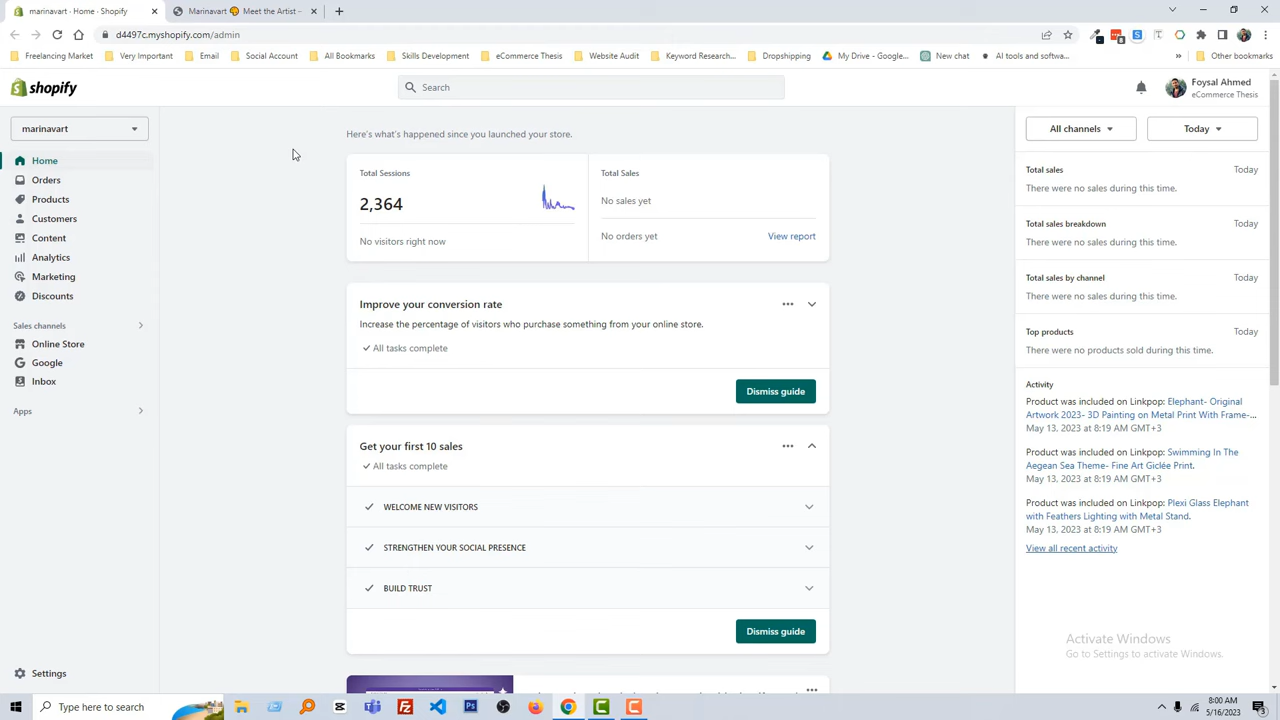 marinavart · Home · Shopify
Marinavart 🎨 Meet the Artist –
d4497c.myshopify.com/admin
Freelancing Market
Very Important
Email
Social Account
All Bookmarks
Skills Development
eCommerce Thesis
Website Audit
Keyword Research...
Dropshipping
My Drive - Google...
New chat
AI tools and softwa...
»
Other bookmarks
shopify
Search
Foysal Ahmed
eCommerce Thesis
marinavart
Home
Orders
Products
Customers
Content
Analytics
Marketing
Discounts
Sales channels
Online Store
Google
Inbox
Apps
Settings
Here's what's happened since you launched your store.
Total Sessions
2,364
No visitors right now
Total Sales
No sales yet
No orders yet
View report
Improve your conversion rate
Increase the percentage of visitors who purchase something from your online store.
All tasks complete
Dismiss guide
Get your first 10 sales
All tasks complete
WELCOME NEW VISITORS
STRENGTHEN YOUR SOCIAL PRESENCE
BUILD TRUST
Dismiss guide
All channels
Today
Total sales
Today
There were no sales during this time.
Total sales breakdown
Today
There were no sales during this time.
Total sales by channel
Today
There were no sales during this time.
Top products
Today
There were no products sold during this time.
Activity
Product was included on Linkpop: Elephant- Original
Artwork 2023- 3D Painting on Metal Print With Frame-...
May 13, 2023 at 8:19 AM GMT+3
Product was included on Linkpop: Swimming In The
Aegean Sea Theme- Fine Art Giclée Print.
May 13, 2023 at 8:19 AM GMT+3
Product was included on Linkpop: Plexi Glass Elephant
with Feathers Lighting with Metal Stand.
May 13, 2023 at 8:19 AM GMT+3
View all recent activity
Activate Windows
Go to Settings to activate Windows.
Type here to search
8:00 AM
5/16/2023